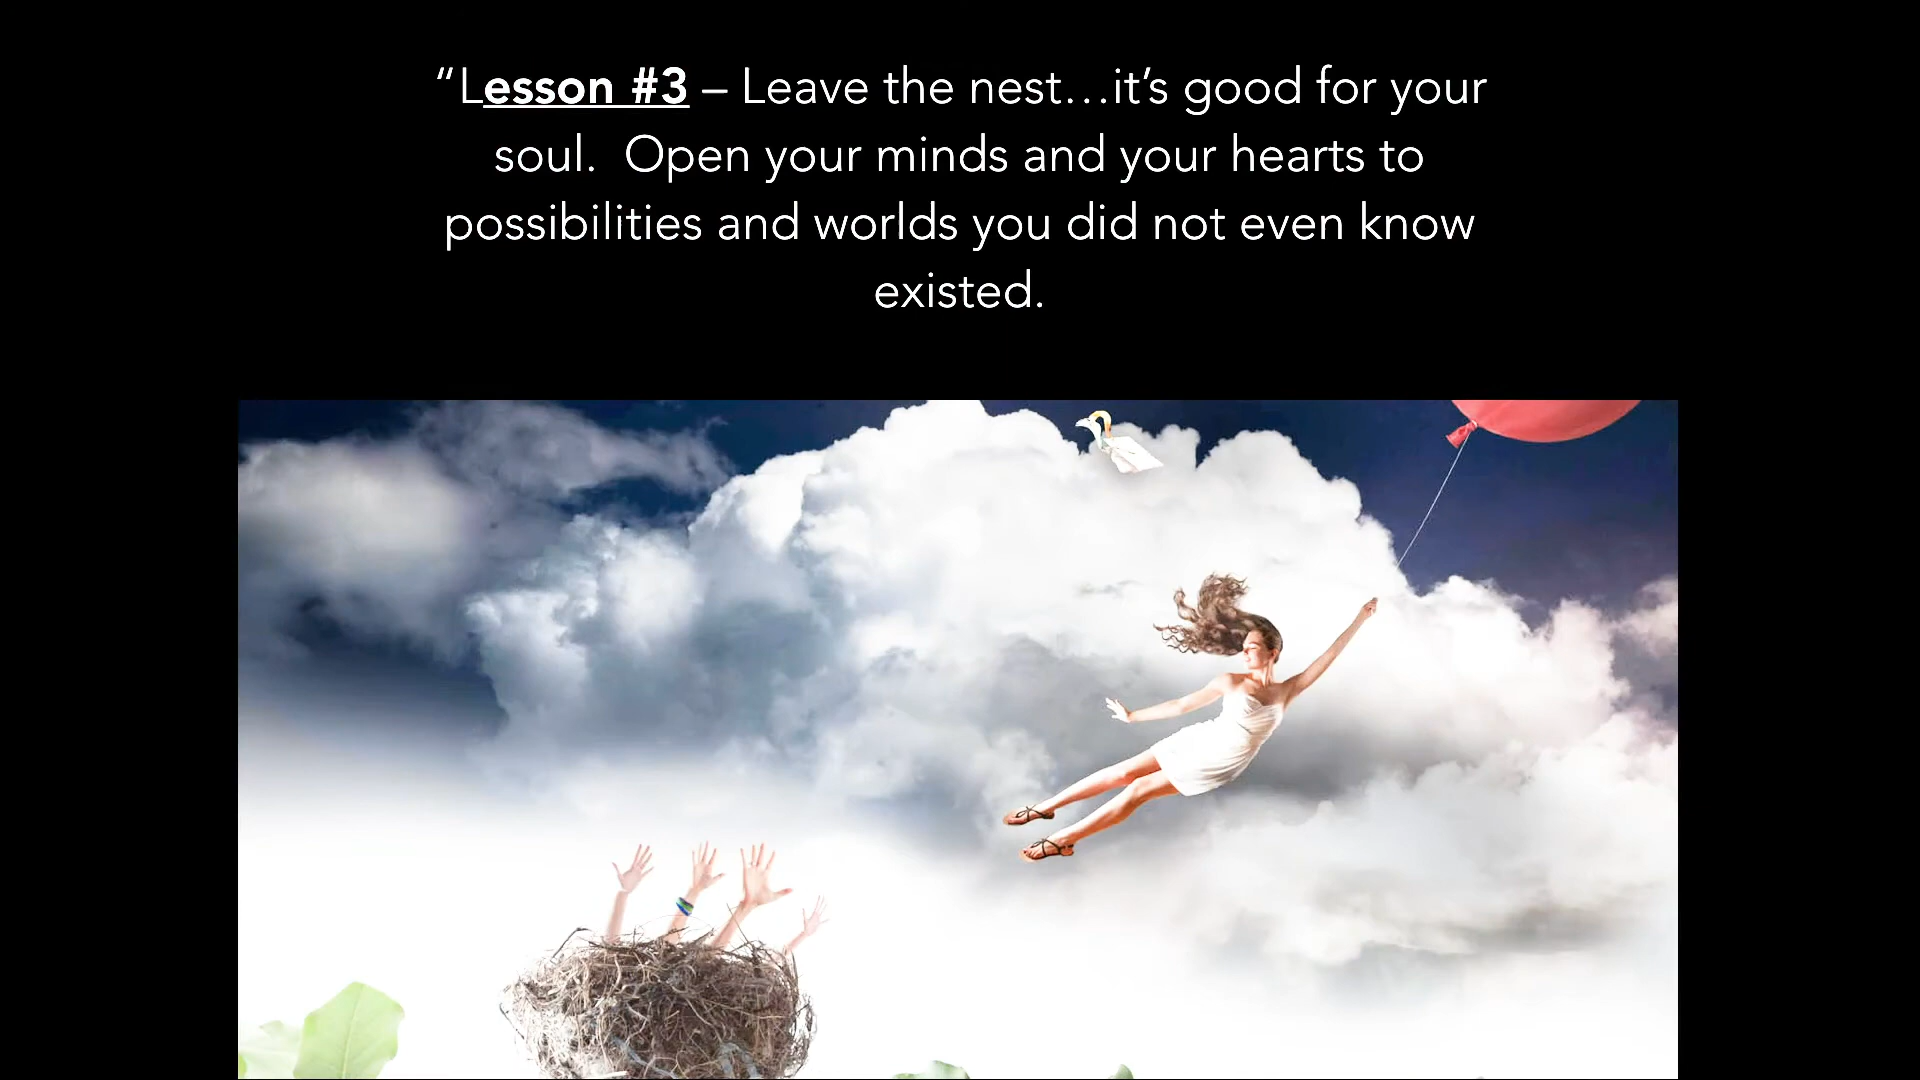 “Lesson #3 – Leave the nest…it’s good for your
soul.  Open your minds and your hearts to
possibilities and worlds you did not even know
existed.